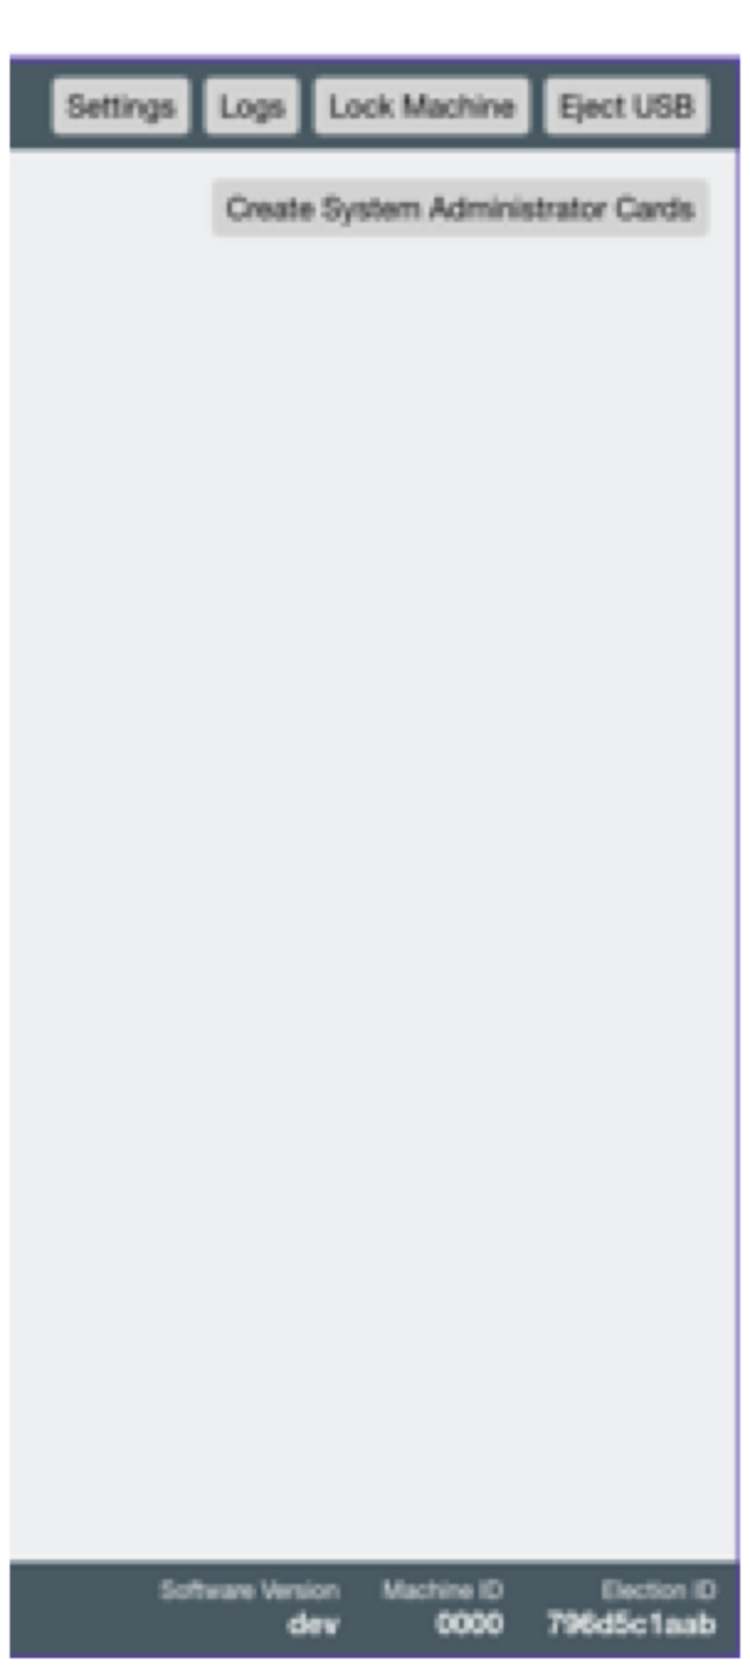 Settings Logs Lock Machine Eject USB
Create System Administrator Cards
Software Version Machine ID Election ID
dev 0000 796d5c1aab